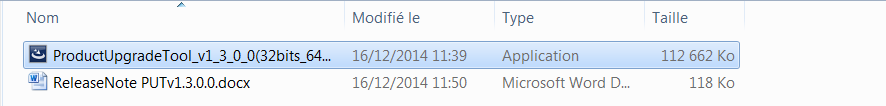 Nom Modifié le Type Taille
ProductUpgradeTool_v1_3_0_0(32bits_64... 16/12/2014 11:39 Application 112 662 Ko
ReleaseNote PUTv1.3.0.0.docx 16/12/2014 11:50 Microsoft Word D... 118 Ko